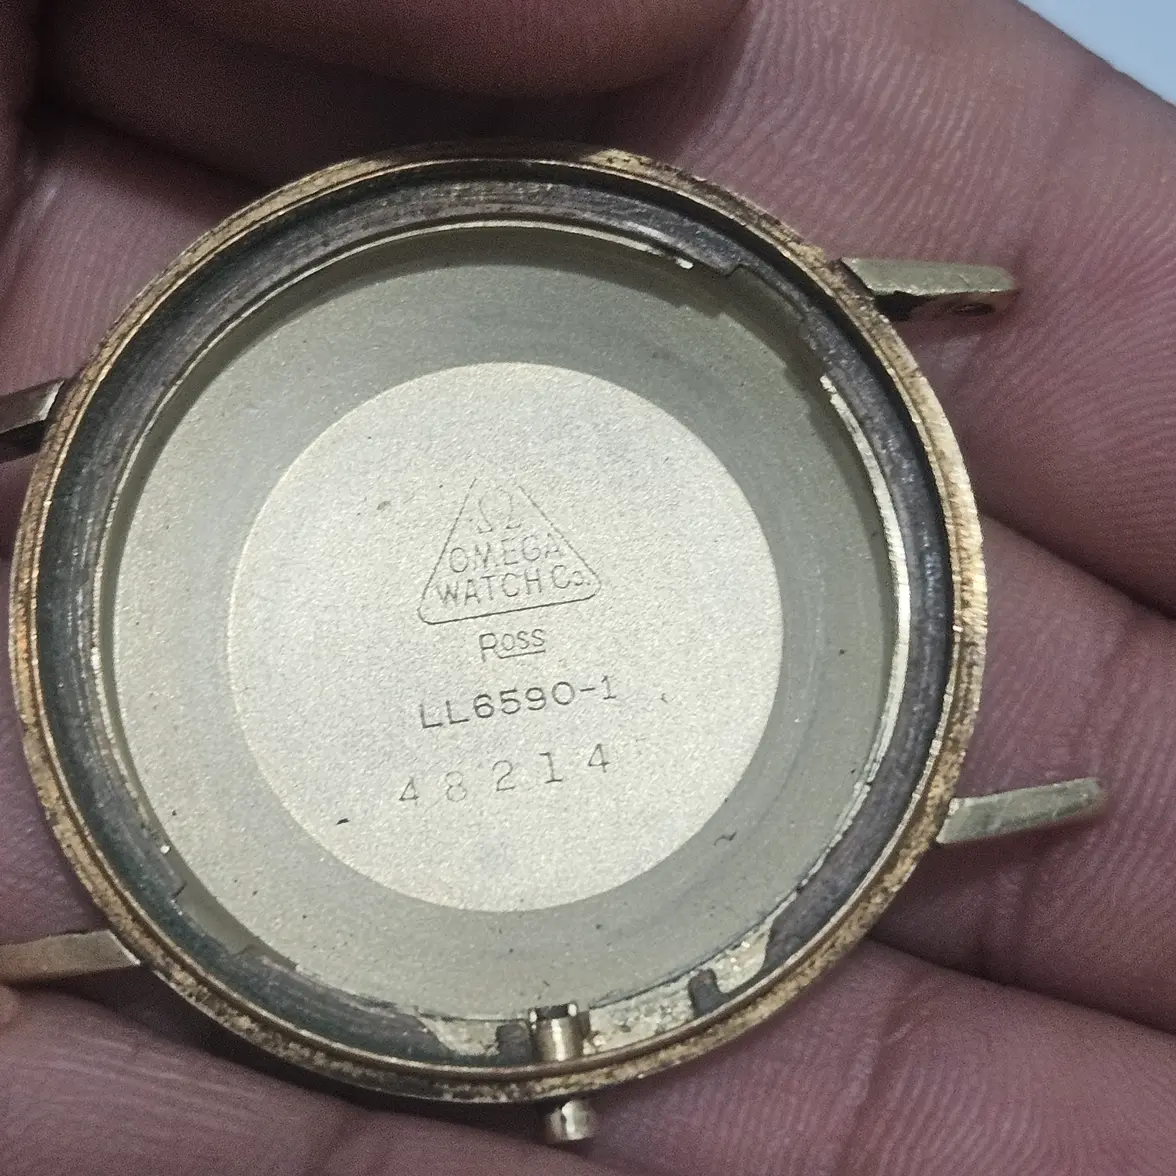 Ω
OMEGA
WATCH Co.
Ross
LL6590-1
48214